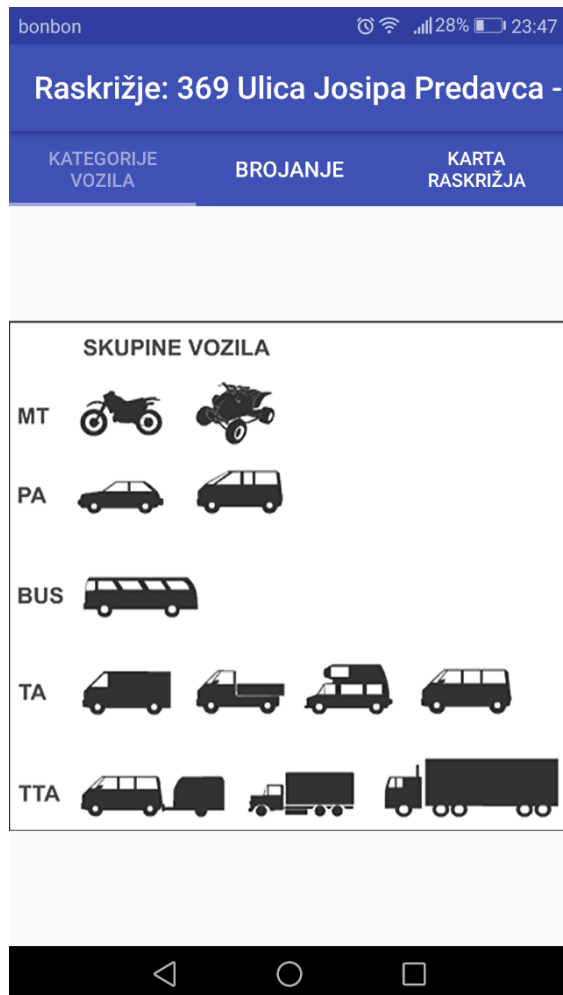 bonbon 28% 23:47
Raskrižje: 369 Ulica Josipa Predavca -
KATEGORIJE
VOZILA
BROJANJE
KARTA
RASKRIŽJA
SKUPINE VOZILA
MT
PA
BUS
TA
TTA